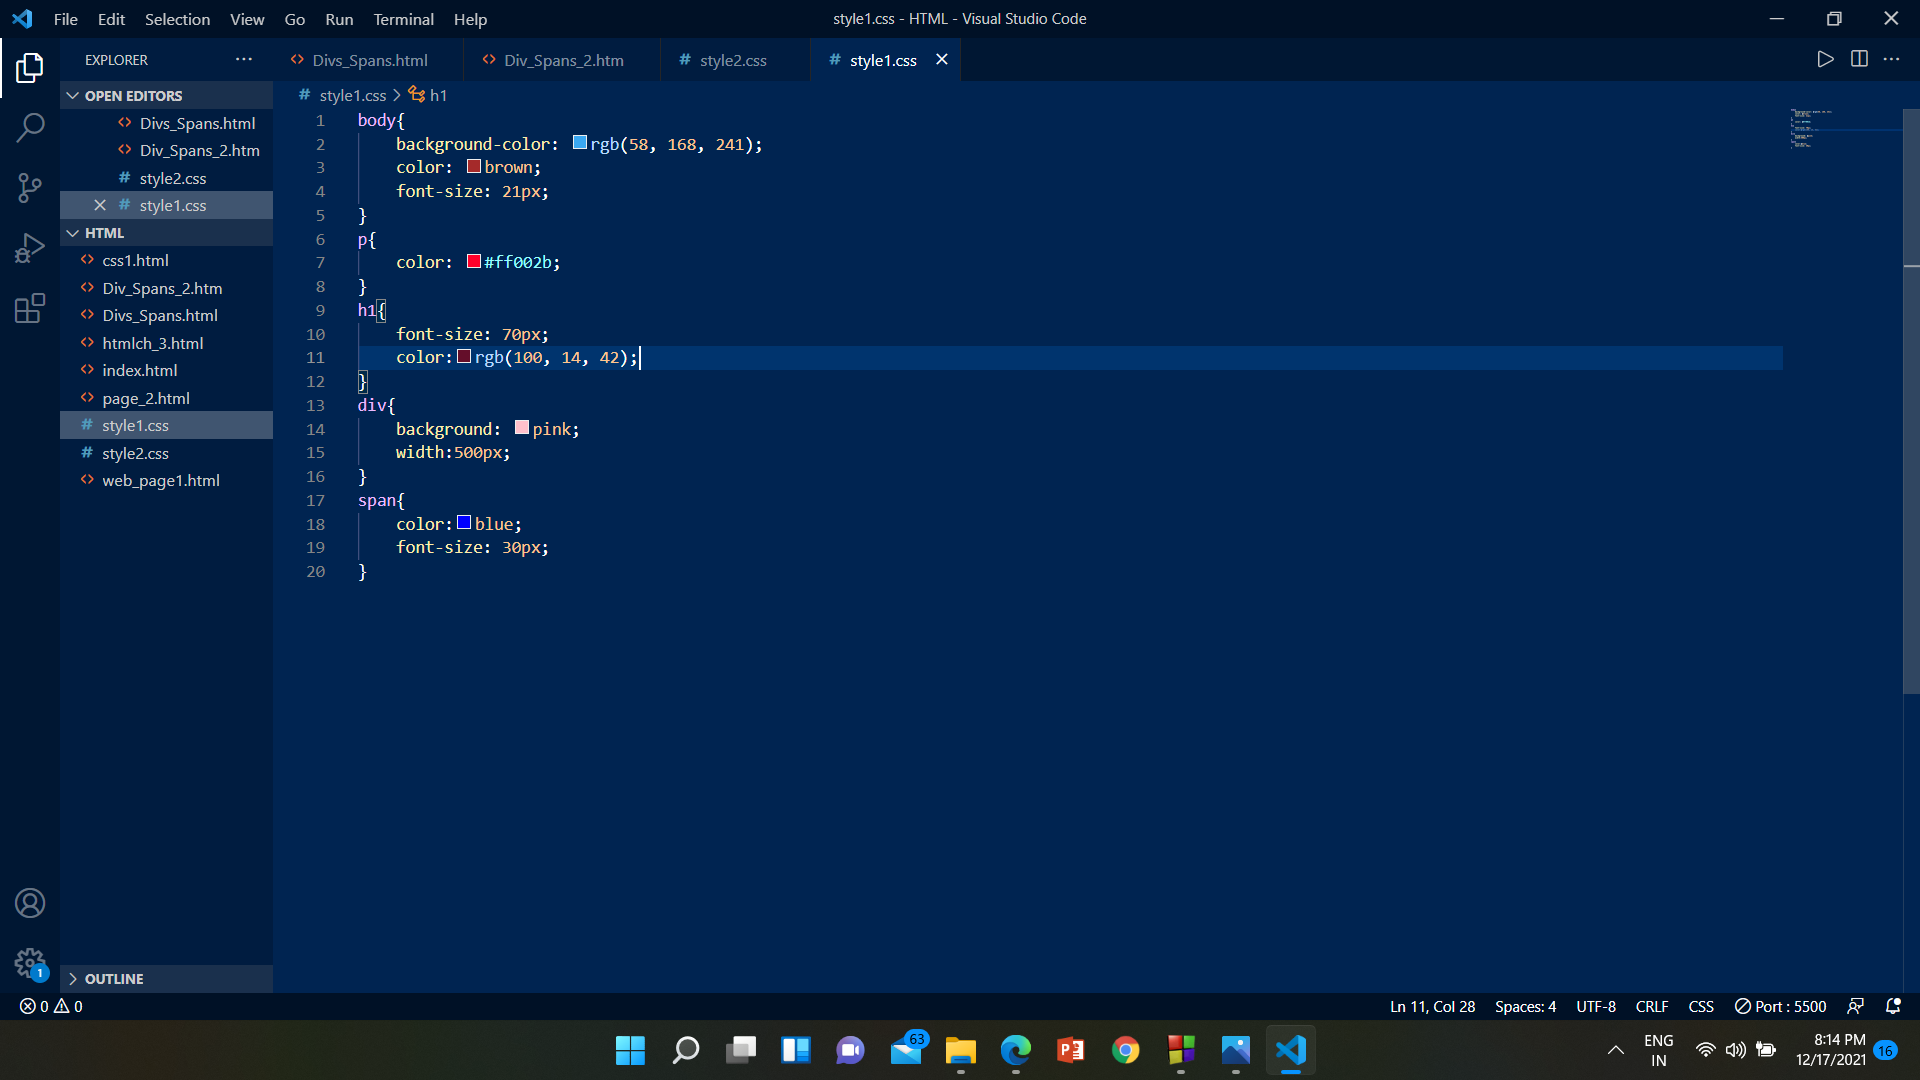 File Edit Selection View Go Run Terminal Help
style1.css - HTML - Visual Studio Code
EXPLORER
Divs_Spans.html
Div_Spans_2.htm
style2.css
style1.css
OPEN EDITORS
Divs_Spans.html
Div_Spans_2.htm
style2.css
style1.css
HTML
css1.html
Div_Spans_2.htm
Divs_Spans.html
htmlch_3.html
index.html
page_2.html
style1.css
style2.css
web_page1.html
OUTLINE
style1.css > h1
1 body{
2 background-color: rgb(58, 168, 241);
3 color: brown;
4 font-size: 21px;
5 }
6 p{
7 color: #ff002b;
8 }
9 h1{
10 font-size: 70px;
11 color: rgb(100, 14, 42);
12 }
13 div{
14 background: pink;
15 width:500px;
16 }
17 span{
18 color: blue;
19 font-size: 30px;
20 }
1
0 0
Ln 11, Col 28 Spaces: 4 UTF-8 CRLF CSS Port : 5500
63
ENG
IN
8:14 PM
12/17/2021
16